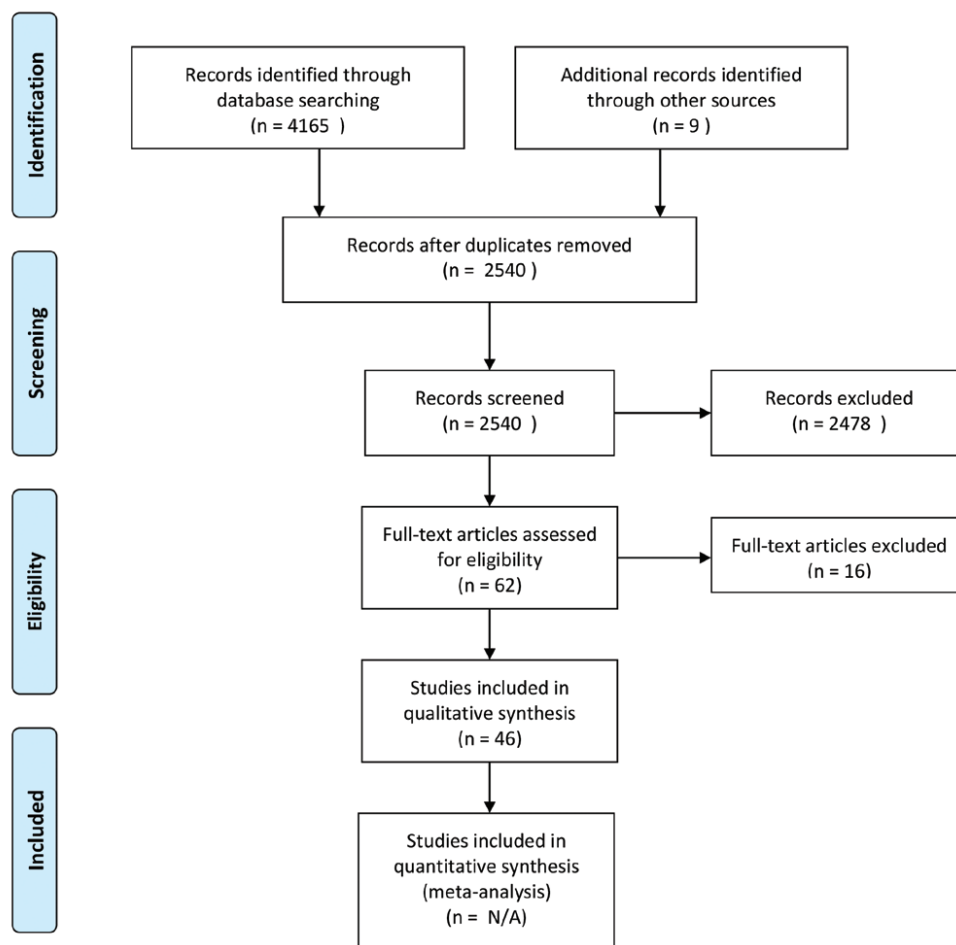 Identification
Records identified through
database searching
(n = 4165  )
Additional records identified
through other sources
(n = 9 )
Records after duplicates removed
(n =  2540 )
Screening
Records screened
(n = 2540  )
Records excluded
(n = 2478  )
Eligibility
Full-text articles assessed
for eligibility
(n = 62)
Full-text articles excluded
(n = 16)
Studies included in
qualitative synthesis
(n = 46)
Included
Studies included in
quantitative synthesis
(meta-analysis)
(n =  N/A)